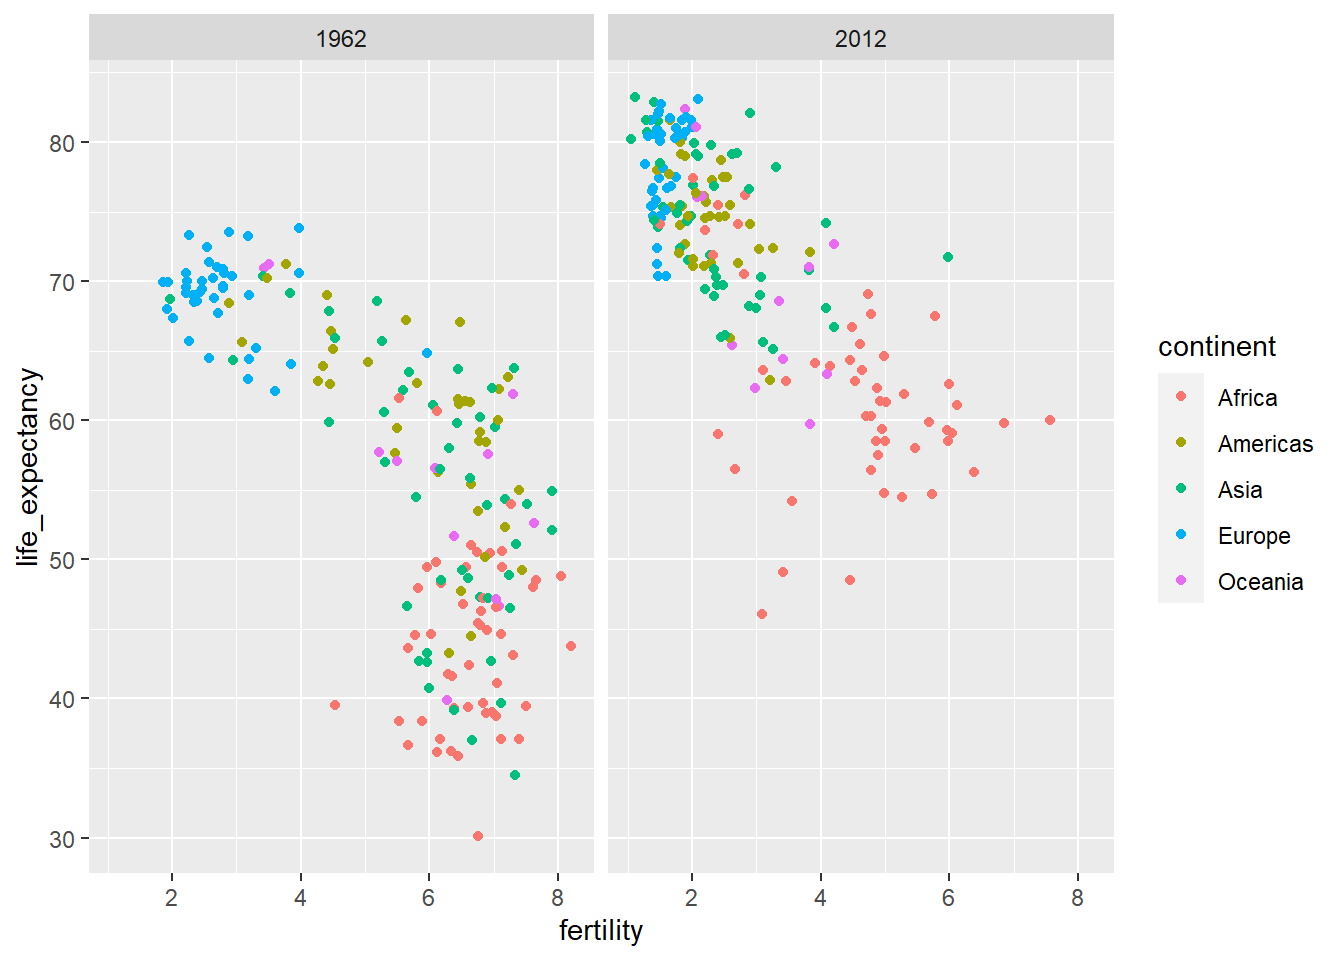 1962
2012
life_expectancy
80
70
60
50
40
30
2
4
6
8
2
4
6
8
fertility
continent
Africa
Americas
Asia
Europe
Oceania